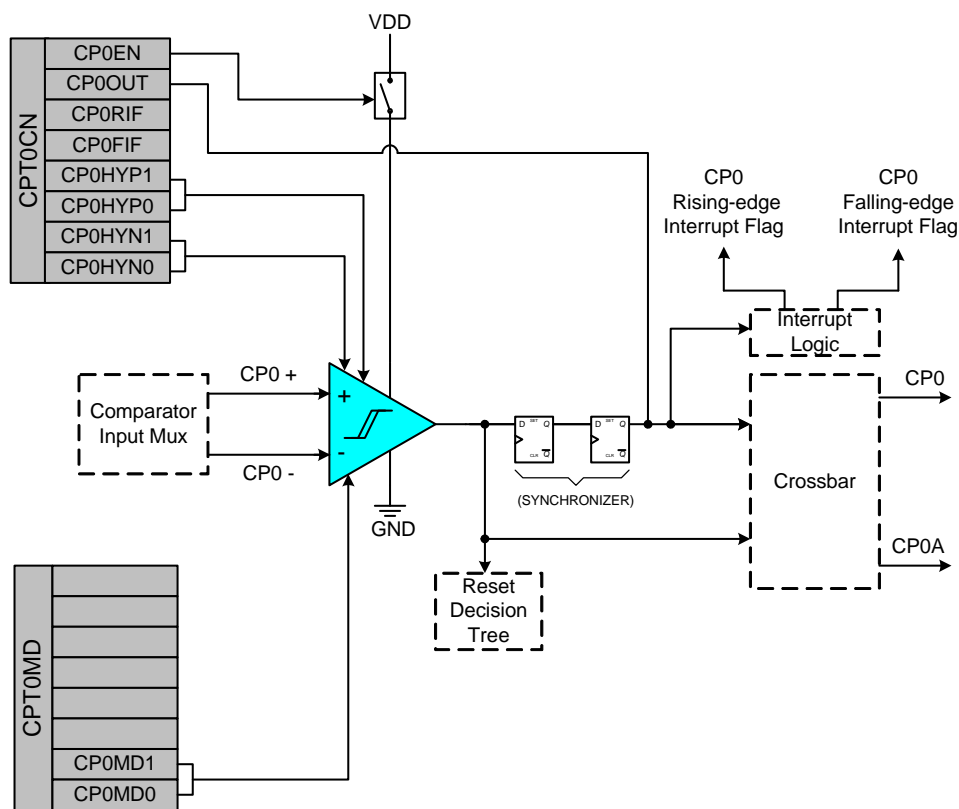 VDD
CPT0CN
CP0EN
CP0OUT
CP0RIF
CP0FIF
CP0HYP1
CP0HYP0
CP0HYN1
CP0HYN0
CP0
Rising-edge
Interrupt Flag
CP0
Falling-edge
Interrupt Flag
Interrupt
Logic
Comparator
Input Mux
CP0 +
CP0 -
+
-
GND
D
SET
Q
CLR
Q
D
SET
Q
CLR
Q
(SYNCHRONIZER)
Crossbar
CP0
CP0A
Reset
Decision
Tree
CPT0MD
CP0MD1
CP0MD0